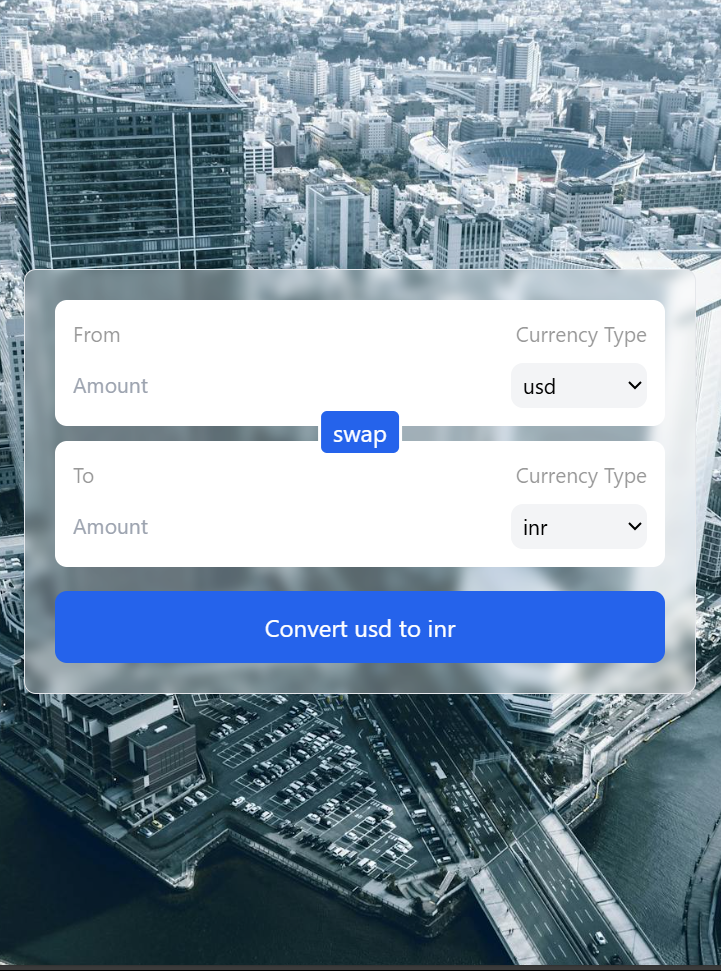 From Currency Type
Amount usd
swap
To Currency Type
Amount inr
Convert usd to inr